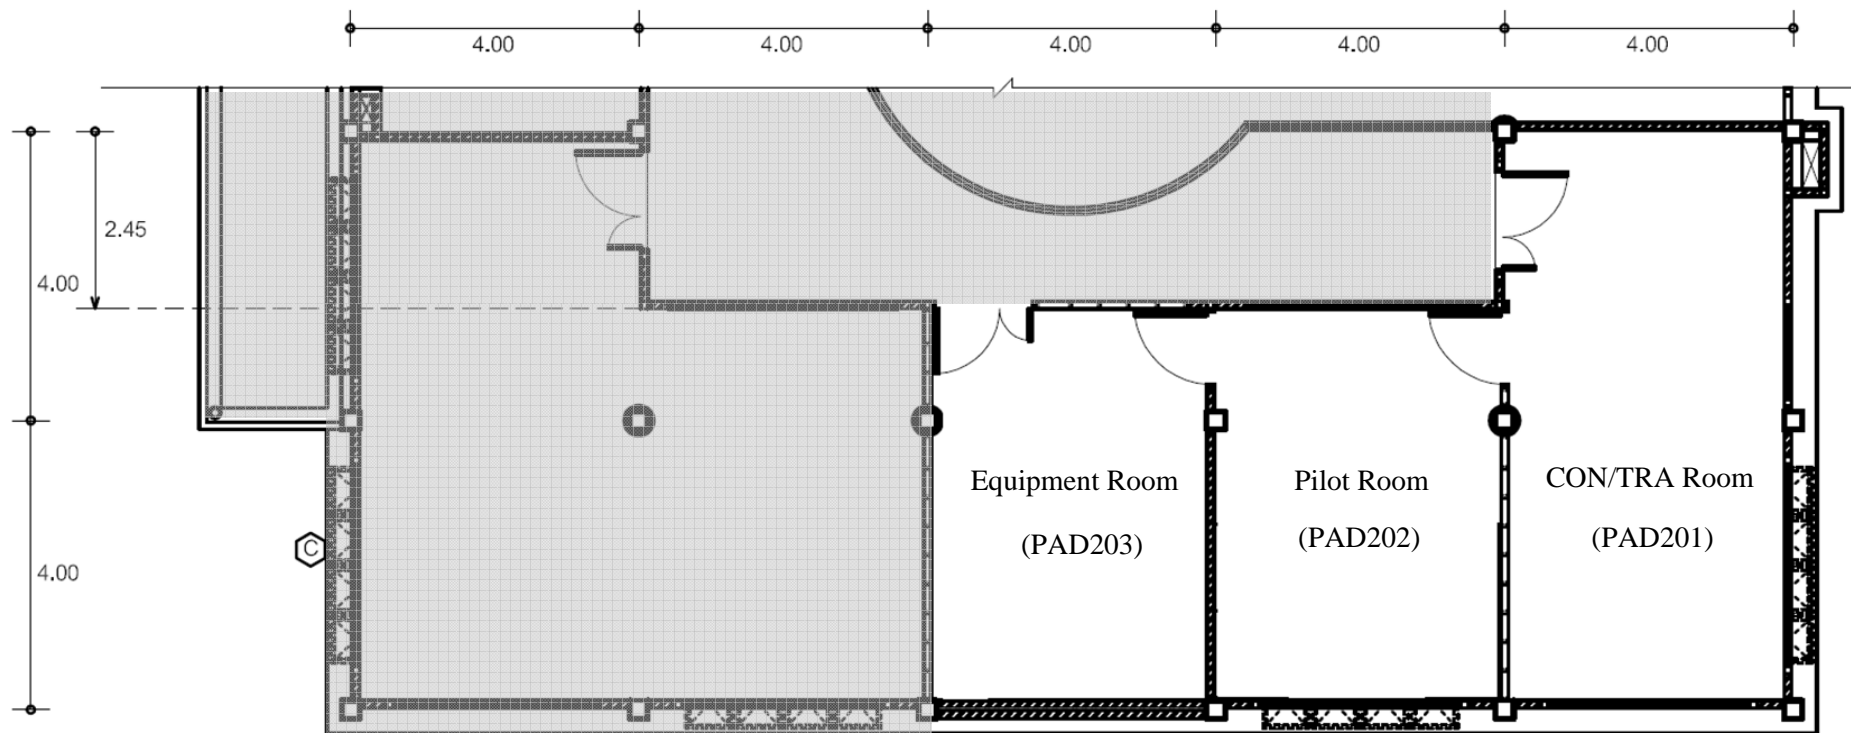 4.00 4.00 4.00 4.00 4.00
2.45
4.00
Equipment Room
(PAD203)
Pilot Room
(PAD202)
CON/TRA Room
(PAD201)
C
4.00